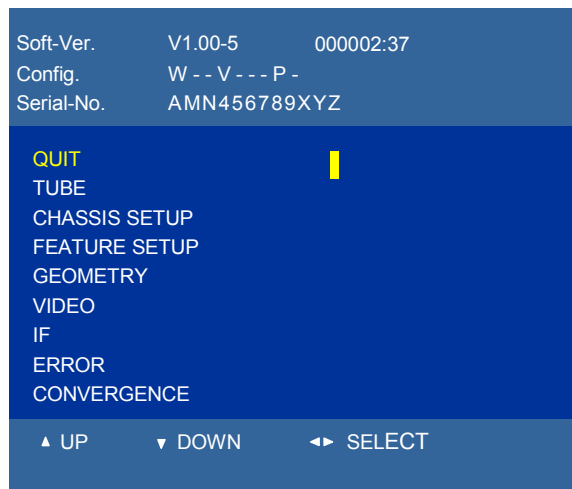 Soft-Ver. V1.00-5 000002:37
Config. W - - V - - - P -
Serial-No. AMN456789XYZ
QUIT
TUBE
CHASSIS SETUP
FEATURE SETUP
GEOMETRY
VIDEO
IF
ERROR
CONVERGENCE
▲ UP ▼ DOWN ◄► SELECT